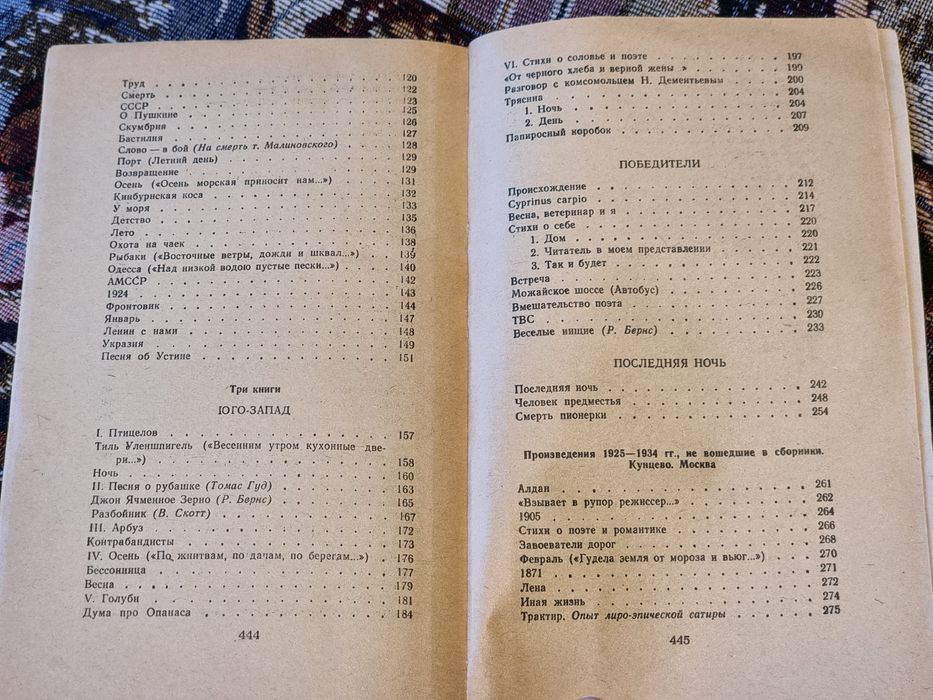 Труд . . . 120
Смерть . . . 122
СССР . . . 123
О Пушкине . . . 125
Скумбрия . . . 126
Бастилия . . . 127
Слово — в бой (На смерть т. Малиновского) . . . 128
Порт (Летний день) . . . 129
Возвращение . . . 129
Осень («Осень морская приносит нам...») . . . 131
Кинбурнская коса . . . 132
У моря . . . 133
Детство . . . 135
Лето . . . 136
Охота на чаек . . . 138
Рыбаки («Восточные ветры, дожди и шквал...») . . . 139
Одесса («Над низкой водою пустые пески...») . . . 140
АМССР . . . 142
1924 . . . 143
Фронтовик . . . 144
Январь . . . 147
Ленин с нами . . . 148
Укразия . . . 149
Песня об Устине . . . 151
Три книги
ЮГО-ЗАПАД
I. Птицелов . . . 157
Тиль Уленшпигель («Весенним утром кухонные две-
ри...») . . . 158
Ночь . . . 160
II. Песня о рубашке (Томас Гуд) . . . 163
Джон Ячменное Зерно (Р. Бернс) . . . 165
Разбойник (В. Скотт) . . . 167
III. Арбуз . . . 172
Контрабандисты . . . 173
IV. Осень («По жнитвам, по дачам, по берегам...») . . . 176
Бессонница . . . 177
Весна . . . 179
V. Голуби . . . 181
Дума про Опанаса . . . 184
444
VI. Стихи о соловье и поэте . . . 197
«От черного хлеба и верной жены » . . . 199
Разговор с комсомольцем Н. Дементьевым . . . 200
Трясина . . . 204
1. Ночь . . . 204
2. День . . . 207
Папиросный коробок . . . 209
ПОБЕДИТЕЛИ
Происхождение . . . 212
Cyprinus carpio . . . 214
Весна, ветеринар и я . . . 217
Стихи о себе . . . 220
1. Дом . . . 220
2. Читатель в моем представлении . . . 221
3. Так и будет . . . 222
Встреча . . . 223
Можайское шоссе (Автобус) . . . 226
Вмешательство поэта . . . 227
ТВС . . . 230
Веселые нищие (Р. Бернс) . . . 233
ПОСЛЕДНЯЯ НОЧЬ
Последняя ночь . . . 242
Человек предместья . . . 248
Смерть пионерки . . . 254
Произведения 1925—1934 гг., не вошедшие в сборники.
Кунцево. Москва
Алдан . . . 261
«Взывает в рупор режиссер...» . . . 262
1905 . . . 264
Стихи о поэте и романтике . . . 266
Завоеватели дорог . . . 268
Февраль («Гудела земля от мороза и вьюг...») . . . 270
1871 . . . 271
Лена . . . 272
Иная жизнь . . . 274
Трактир. Опыт лиро-эпической сатиры . . . 275
445